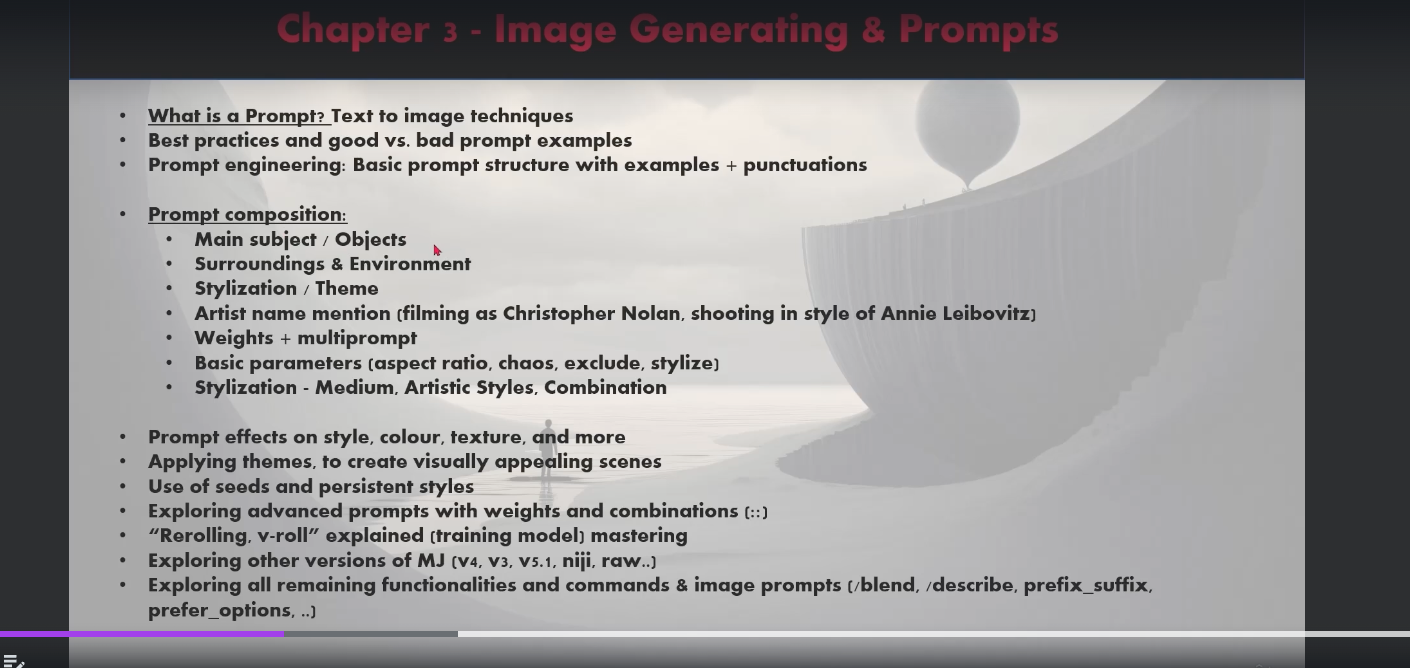 Chapter 3 - Image Generating & Prompts
• What is a Prompt? Text to image techniques
• Best practices and good vs. bad prompt examples
• Prompt engineering: Basic prompt structure with examples + punctuations
• Prompt composition:
• Main subject / Objects
• Surroundings & Environment
• Stylization / Theme
• Artist name mention (filming as Christopher Nolan, shooting in style of Annie Leibovitz)
• Weights + multiprompt
• Basic parameters (aspect ratio, chaos, exclude, stylize)
• Stylization - Medium, Artistic Styles, Combination
• Prompt effects on style, colour, texture, and more
• Applying themes, to create visually appealing scenes
• Use of seeds and persistent styles
• Exploring advanced prompts with weights and combinations (::)
• “Rerolling, v-roll” explained (training model) mastering
• Exploring other versions of MJ (v4, v3, v5.1, niji, raw..)
• Exploring all remaining functionalities and commands & image prompts (/blend, /describe, prefix_suffix,
prefer_options, ..)